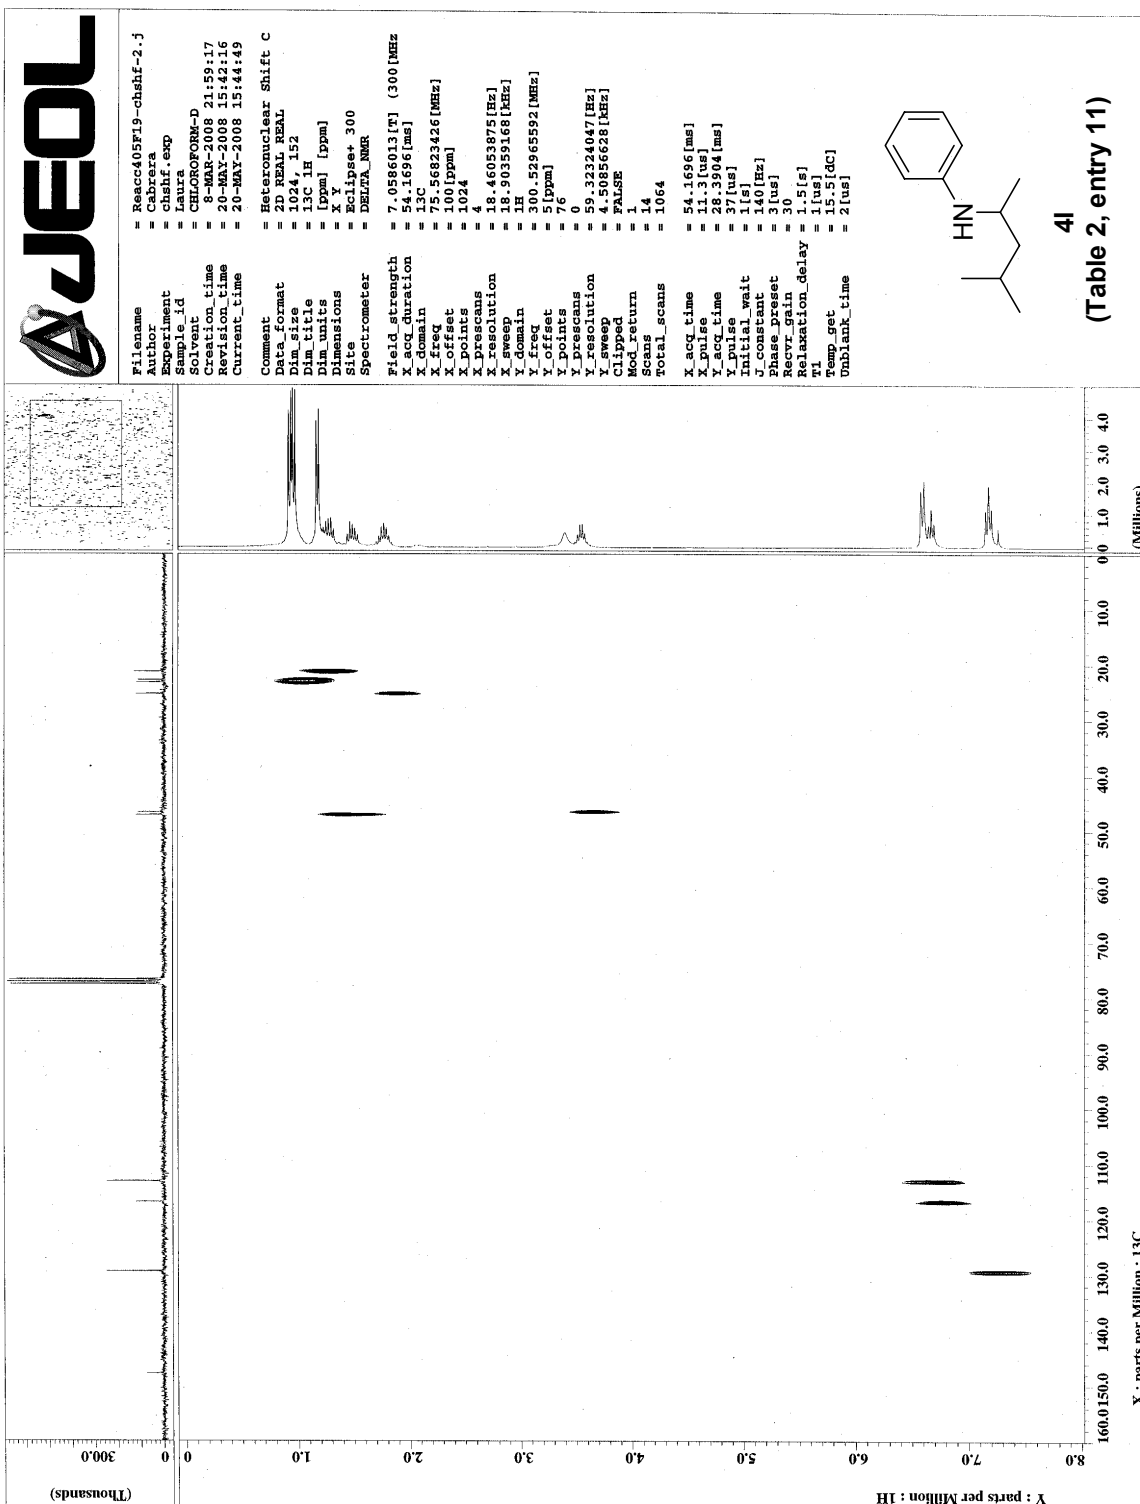 JEOL
Filename = Reacc405F19-chshf-2.j
Author = Cabrera
Experiment = chshf.exp
Sample_id = Laura
Solvent = CHLOROFORM-D
Creation_time = 8-MAR-2008 21:59:17
Revision_time = 20-MAY-2008 15:42:16
Current_time = 20-MAY-2008 15:44:49
Comment = Heteronuclear Shift C
Data_format = 2D REAL REAL
Dim_size = 1024, 152
Dim_title = 13C 1H
Dim_units = [ppm] [ppm]
Dimensions = X Y
Site = Eclipse+ 300
Spectrometer = DELTA_NMR
Field_strength = 7.0586013[T] (300[MHz
X_acq_duration = 54.1696[ms]
X_domain = 13C
X_freq = 75.56823426[MHz]
X_offset = 100[ppm]
X_points = 1024
X_prescans = 4
X_resolution = 18.46053875[Hz]
X_sweep = 18.90359168[kHz]
Y_domain = 1H
Y_freq = 300.52965592[MHz]
Y_offset = 5[ppm]
Y_points = 76
Y_prescans = 0
Y_resolution = 59.32324047[Hz]
Y_sweep = 4.50856628[kHz]
Clipped = FALSE
Mod_return = 1
Scans = 14
Total_scans = 1064
X_acq_time = 54.1696[ms]
X_pulse = 11.3[us]
Y_acq_time = 28.3904[ms]
Y_pulse = 37[us]
Initial_wait = 1[s]
J_constant = 140[Hz]
Phase_preset = 3[us]
Recvr_gain = 30
Relaxation_delay = 1.5[s]
T1 = 1[us]
Temp_get = 15.5[dC]
Unblank_time = 2[us]
HN
4l
(Table 2, entry 11)
(Millions)
0 1.0 2.0 3.0 4.0
0 10.0 20.0 30.0 40.0 50.0 60.0 70.0 80.0 90.0 100.0 110.0 120.0 130.0 140.0 150.0 160.0
X : parts per Million : 13C
(Thousands)
0 300.0
0 1.0 2.0 3.0 4.0 5.0 6.0 7.0 8.0
Y : parts per Million : 1H